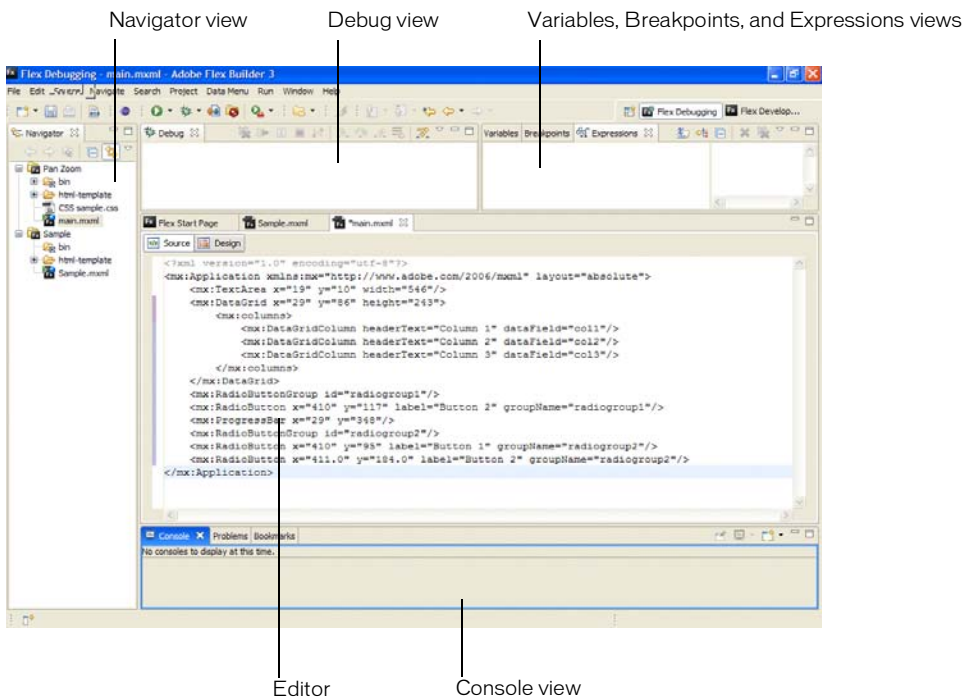 Navigator view
Debug view
Variables, Breakpoints, and Expressions views
Flex Debugging - main.mxml - Adobe Flex Builder 3
File Edit Navigate Search Project Data Menu Run Window Help
Flex Debugging Flex Develop...
Navigator
Debug
Variables Breakpoints Expressions
Pan Zoom
bin
html-template
CSS sample.css
main.mxml
Sample
bin
html-template
Sample.mxml
Flex Start Page Sample.mxml *main.mxml
Source Design
<?xml version="1.0" encoding="utf-8"?>
<mx:Application xmlns:mx="http://www.adobe.com/2006/mxml" layout="absolute">
<mx:TextArea x="19" y="10" width="546"/>
<mx:DataGrid x="29" y="86" height="243">
<mx:columns>
<mx:DataGridColumn headerText="Column 1" dataField="col1"/>
<mx:DataGridColumn headerText="Column 2" dataField="col2"/>
<mx:DataGridColumn headerText="Column 3" dataField="col3"/>
</mx:columns>
</mx:DataGrid>
<mx:RadioButtonGroup id="radiogroup1"/>
<mx:RadioButton x="410" y="117" label="Button 2" groupName="radiogroup1"/>
<mx:ProgressBar x="29" y="348"/>
<mx:RadioButtonGroup id="radiogroup2"/>
<mx:RadioButton x="410" y="95" label="Button 1" groupName="radiogroup2"/>
<mx:RadioButton x="411.0" y="184.0" label="Button 2" groupName="radiogroup2"/>
</mx:Application>
Console Problems Bookmarks
No consoles to display at this time.
Editor
Console view